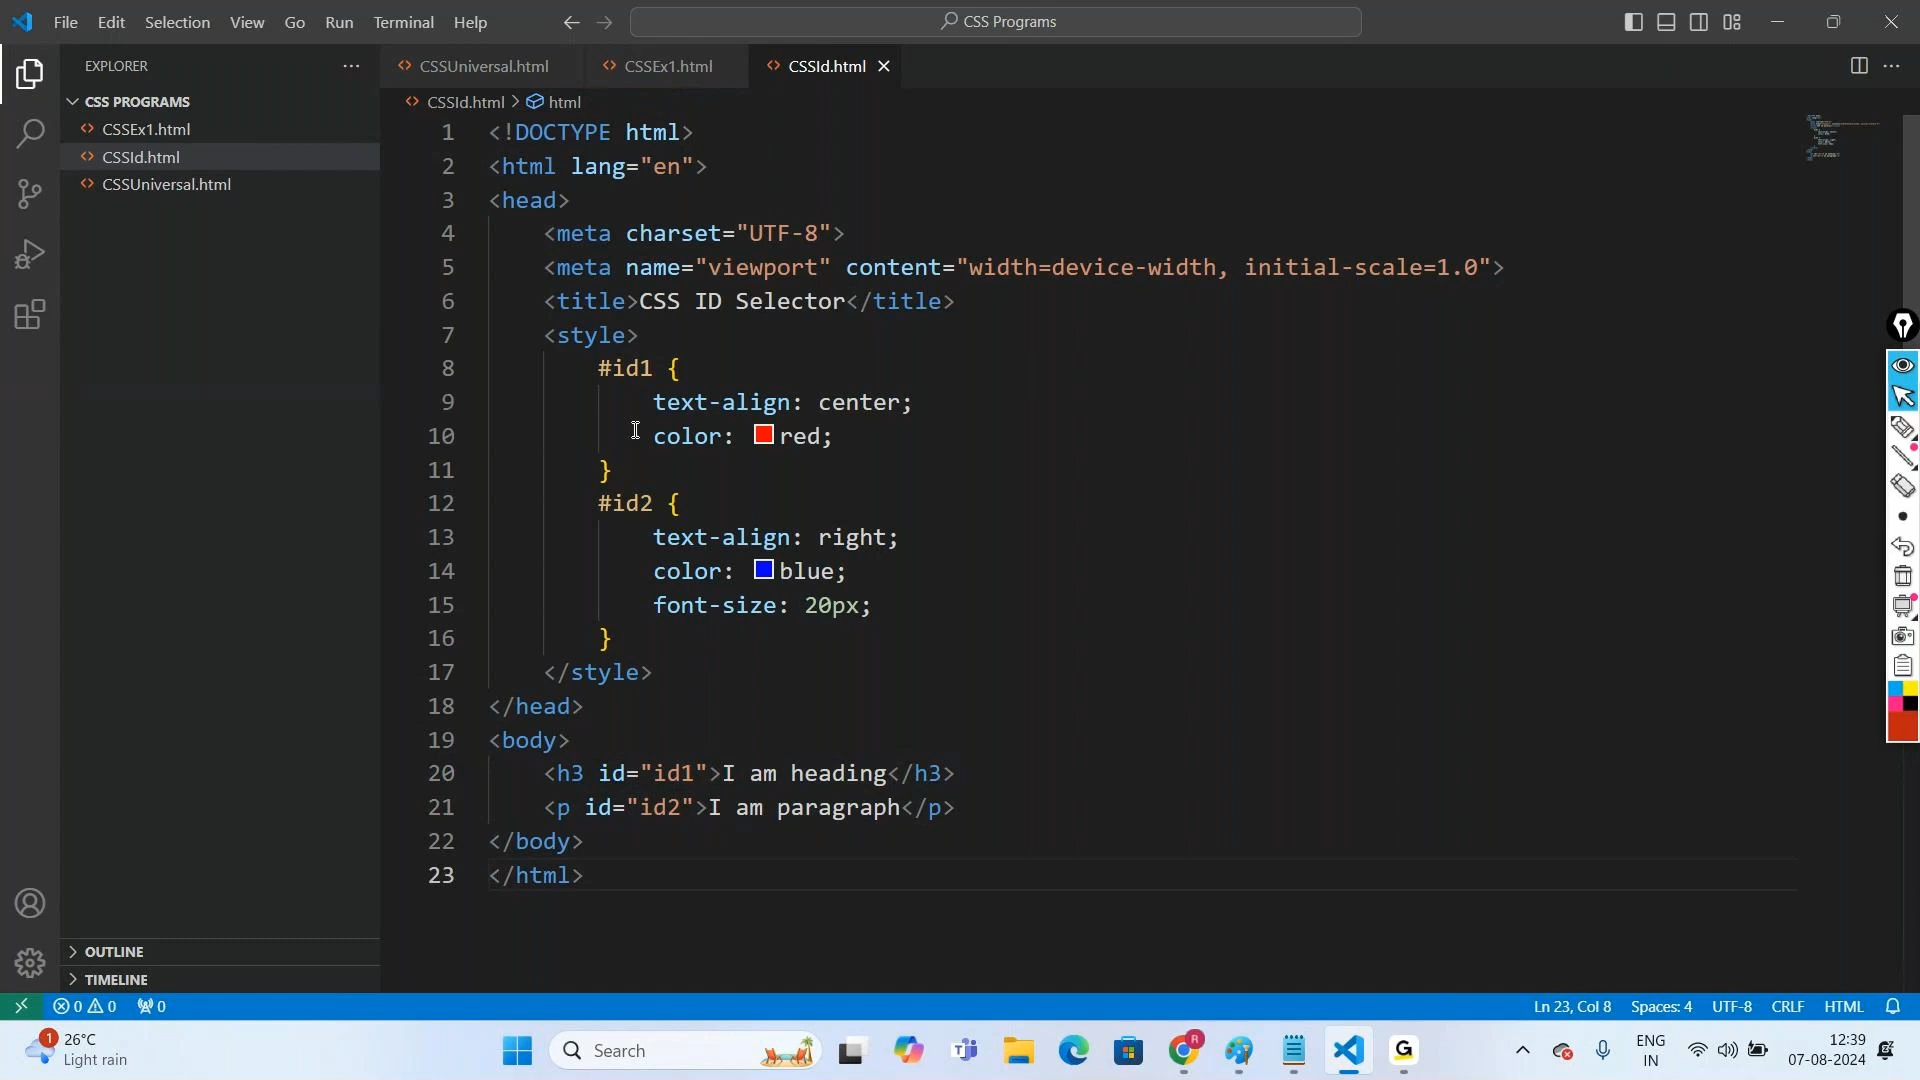 File Edit Selection View Go Run Terminal Help
CSS Programs
EXPLORER
CSS PROGRAMS
CSSEx1.html
CSSId.html
CSSUniversal.html
OUTLINE
TIMELINE
CSSUniversal.html CSSEx1.html CSSId.html
CSSId.html > html
1 <!DOCTYPE html>
2 <html lang="en">
3 <head>
4 <meta charset="UTF-8">
5 <meta name="viewport" content="width=device-width, initial-scale=1.0">
6 <title>CSS ID Selector</title>
7 <style>
8 #id1 {
9 text-align: center;
10 color: red;
11 }
12 #id2 {
13 text-align: right;
14 color: blue;
15 font-size: 20px;
16 }
17 </style>
18 </head>
19 <body>
20 <h3 id="id1">I am heading</h3>
21 <p id="id2">I am paragraph</p>
22 </body>
23 </html>
0 0 0 Ln 23, Col 8 Spaces: 4 UTF-8 CRLF HTML
1 26°C
Light rain
Search
R
G
ENG
IN
12:39
07-08-2024